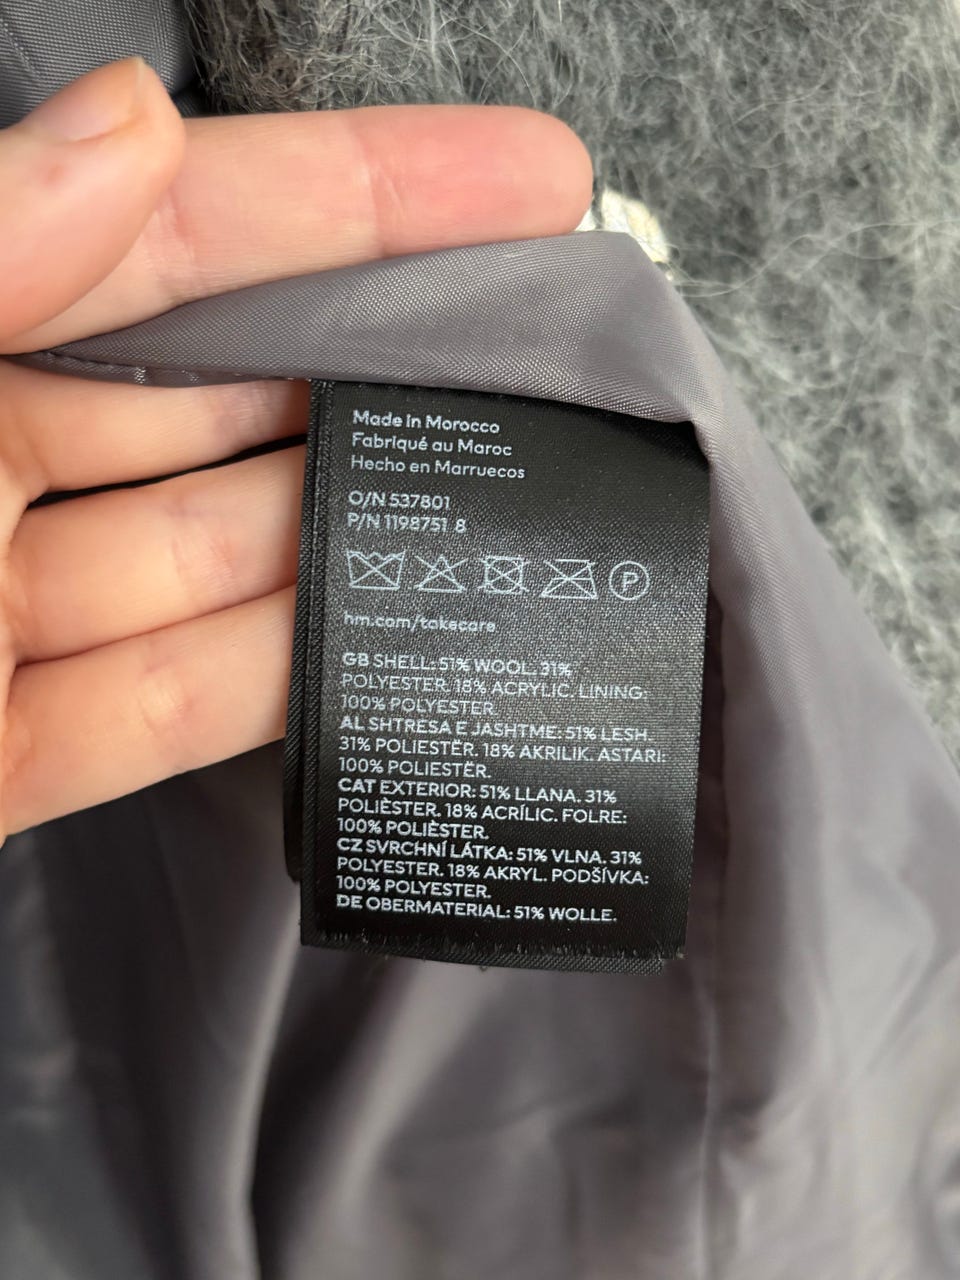 Made in Morocco
Fabriqué au Maroc
Hecho en Marruecos
O/N 537801
P/N 1198751 8
P
hm.com/takecare
GB SHELL: 51% WOOL. 31%
POLYESTER. 18% ACRYLIC. LINING:
100% POLYESTER.
AL SHTRESA E JASHTME: 51% LESH.
31% POLIESTËR. 18% AKRILIK. ASTARI:
100% POLIESTËR.
CAT EXTERIOR: 51% LLANA. 31%
POLIÈSTER. 18% ACRÍLIC. FOLRE:
100% POLIÈSTER.
CZ SVRCHNÍ LÁTKA: 51% VLNA. 31%
POLYESTER. 18% AKRYL. PODŠÍVKA:
100% POLYESTER.
DE OBERMATERIAL: 51% WOLLE.